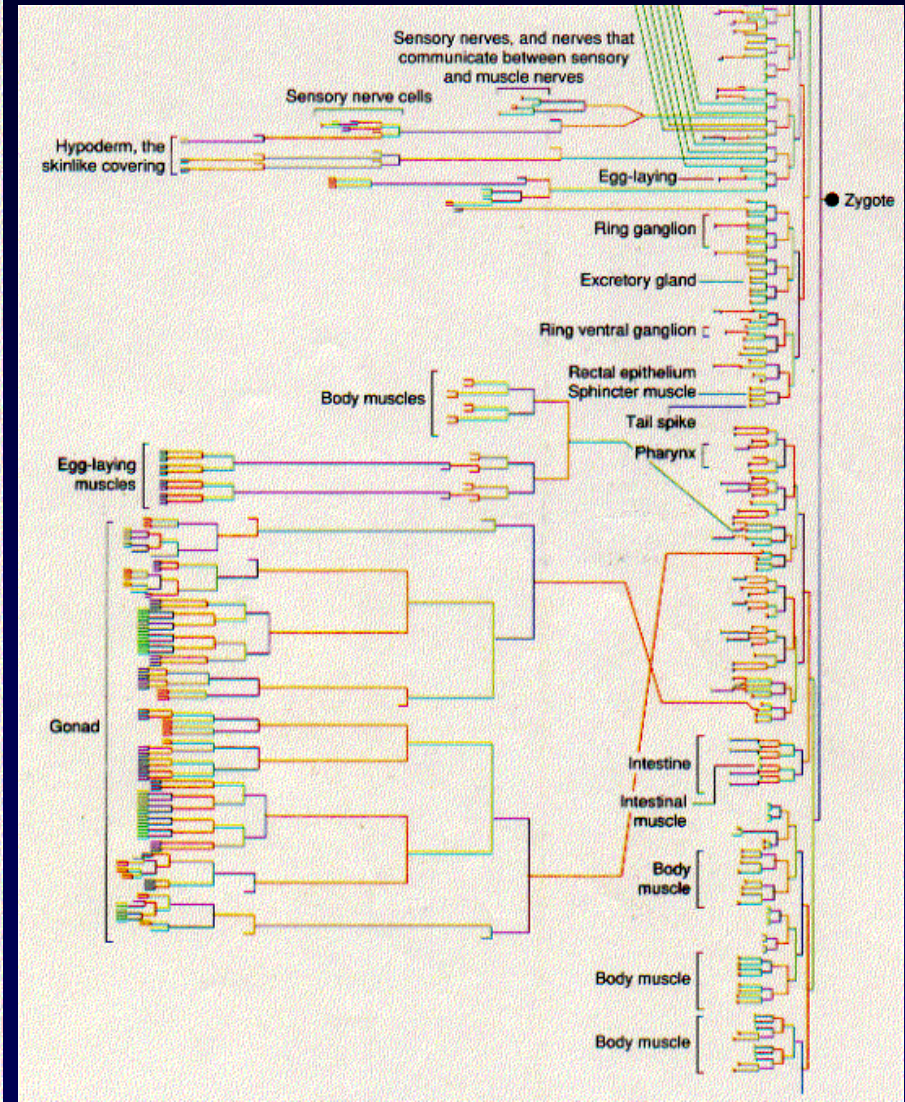 Sensory nerves, and nerves that
communicate between sensory
and muscle nerves
Sensory nerve cells
Hypoderm, the
skinlike covering
Egg-laying
Zygote
Ring ganglion
Excretory gland
Ring ventral ganglion
Rectal epithelium
Sphincter muscle
Body muscles
Tail spike
Pharynx
Egg-laying
muscles
Gonad
Intestine
Intestinal
muscle
Body
muscle
Body muscle
Body muscle